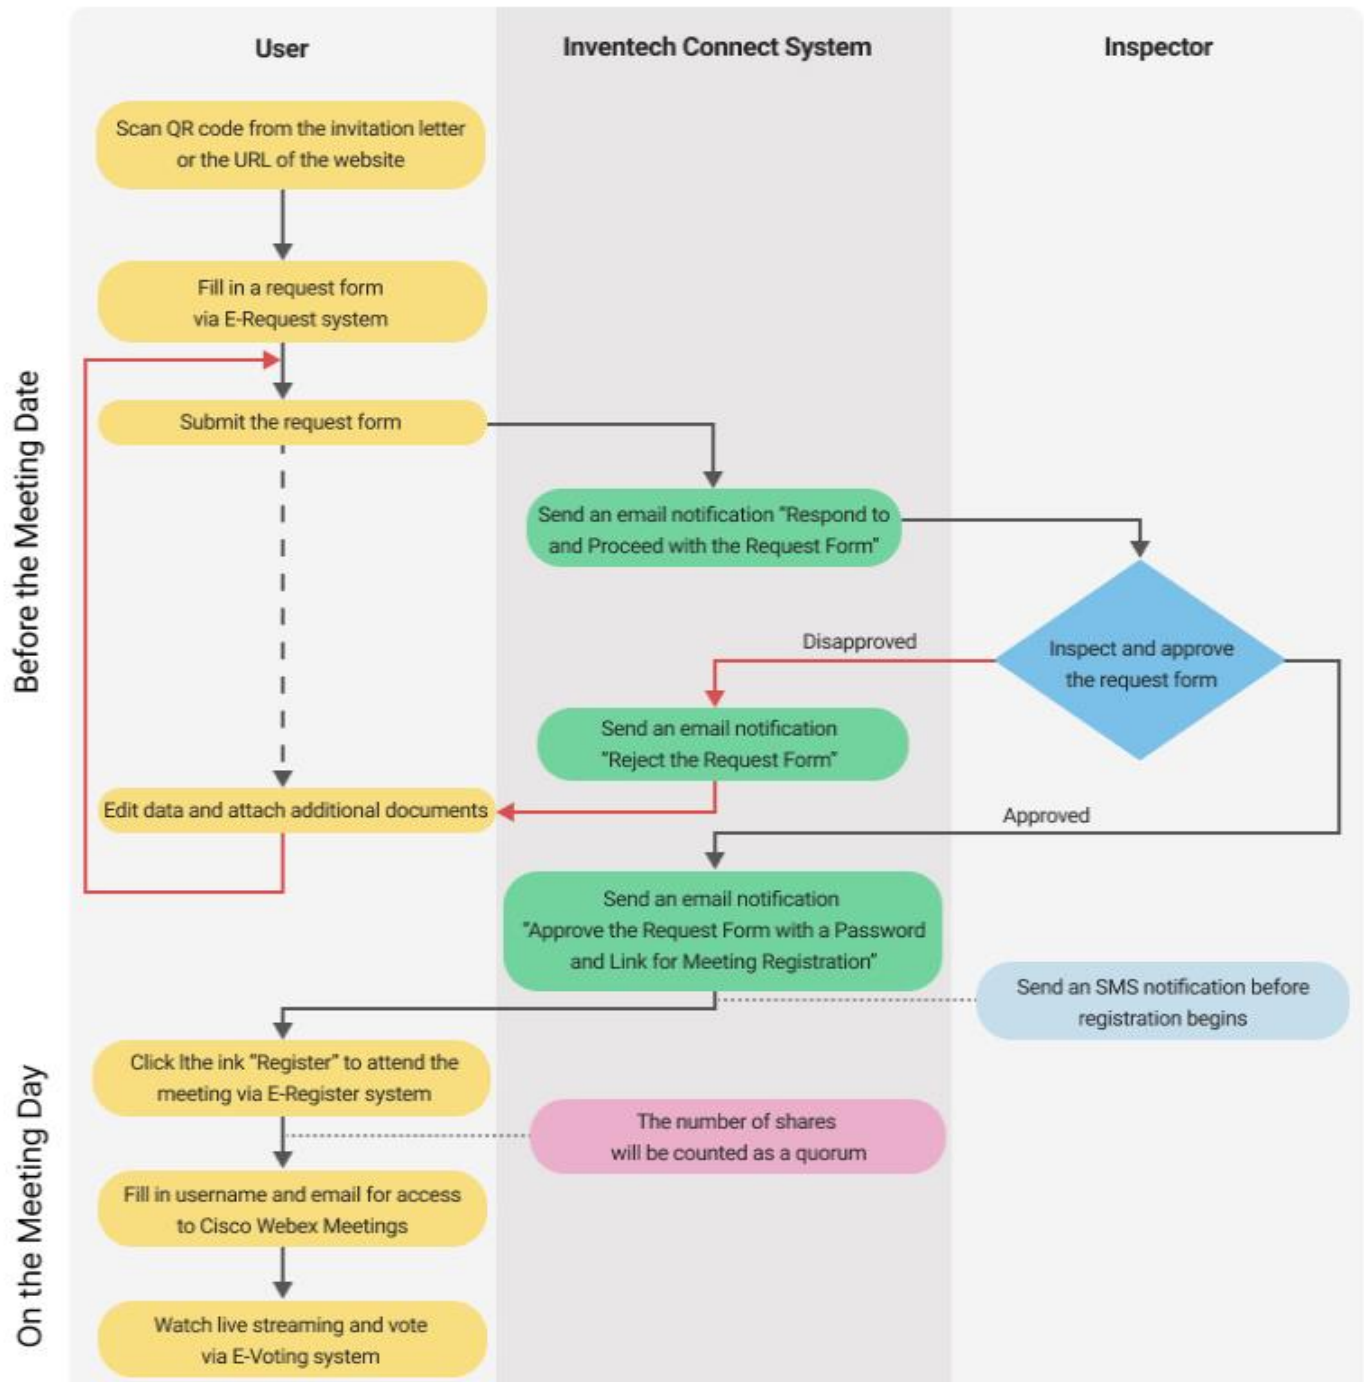 User
Inventech Connect System
Inspector
Before the Meeting Date
Scan QR code from the invitation letter
or the URL of the website
Fill in a request form
via E-Request system
Submit the request form
Send an email notification “Respond to
and Proceed with the Request Form”
Inspect and approve
the request form
Disapproved
Send an email notification
“Reject the Request Form”
Edit data and attach additional documents
Approved
Send an email notification
“Approve the Request Form with a Password
and Link for Meeting Registration”
Send an SMS notification before
registration begins
On the Meeting Day
Click lthe ink “Register” to attend the
meeting via E-Register system
The number of shares
will be counted as a quorum
Fill in username and email for access
to Cisco Webex Meetings
Watch live streaming and vote
via E-Voting system